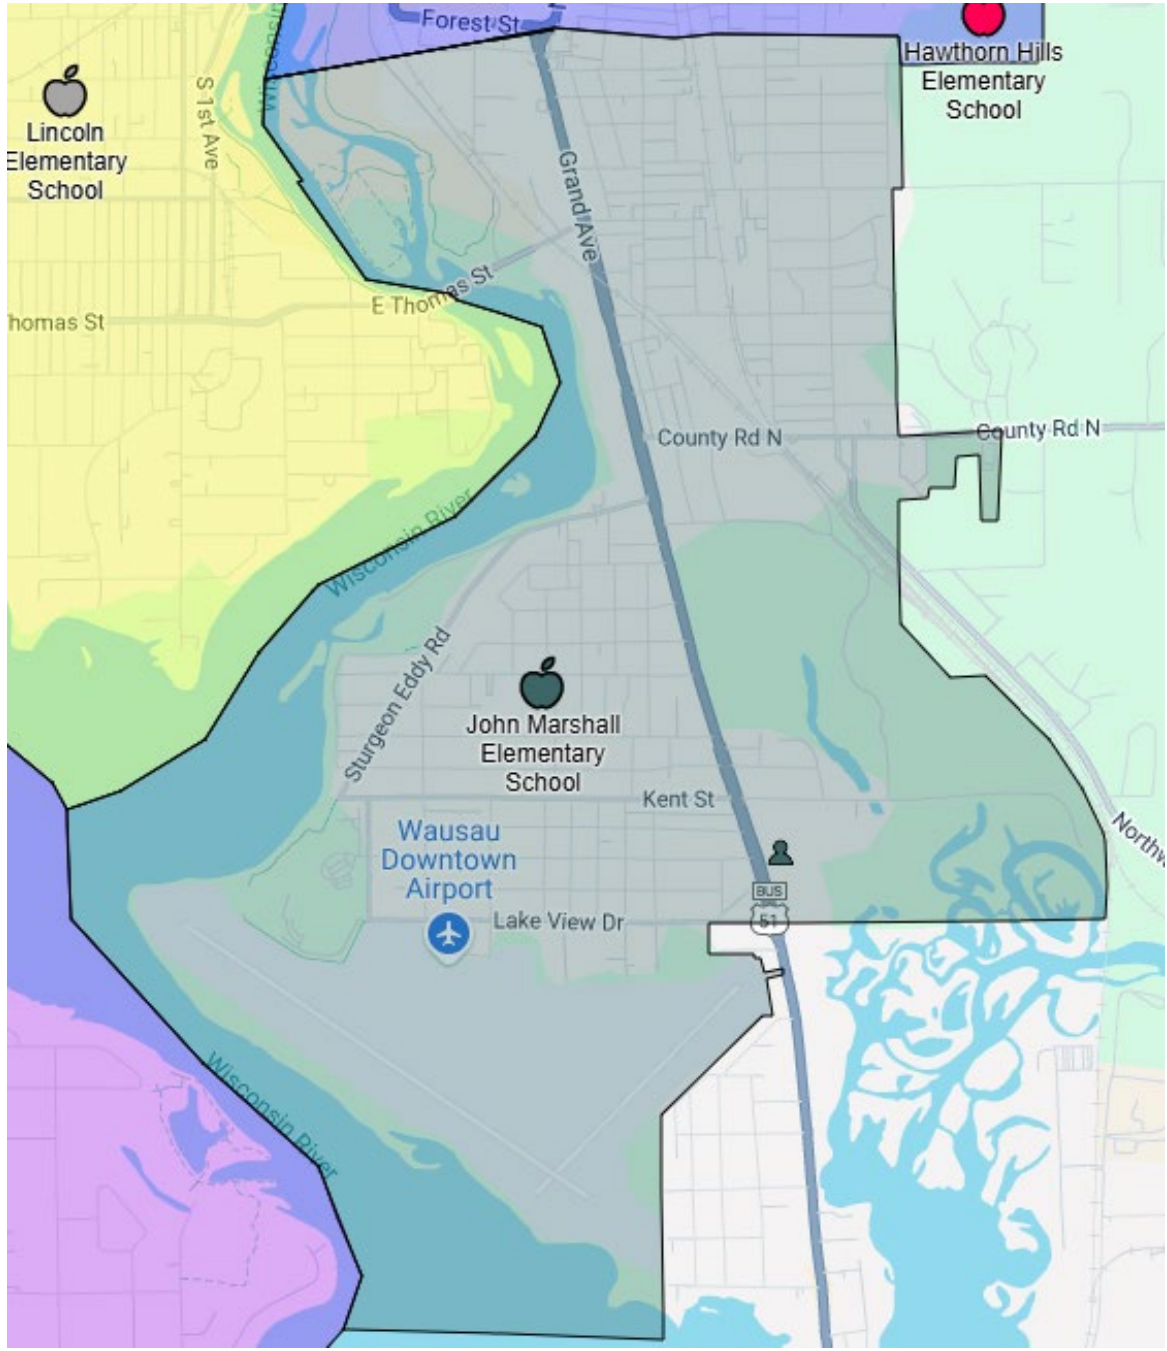 Forest St
Wisconsin
Hawthorn Hills
Elementary
School
S 1st Ave
Lincoln
Elementary
School
Grand Ave
E Thomas St
homas St
County Rd N
County Rd N
Wisconsin River
Sturgeon Eddy Rd
John Marshall
Elementary
School
Kent St
Wausau
Downtown
Airport
Northw
BUS
51
Lake View Dr
Wisconsin River